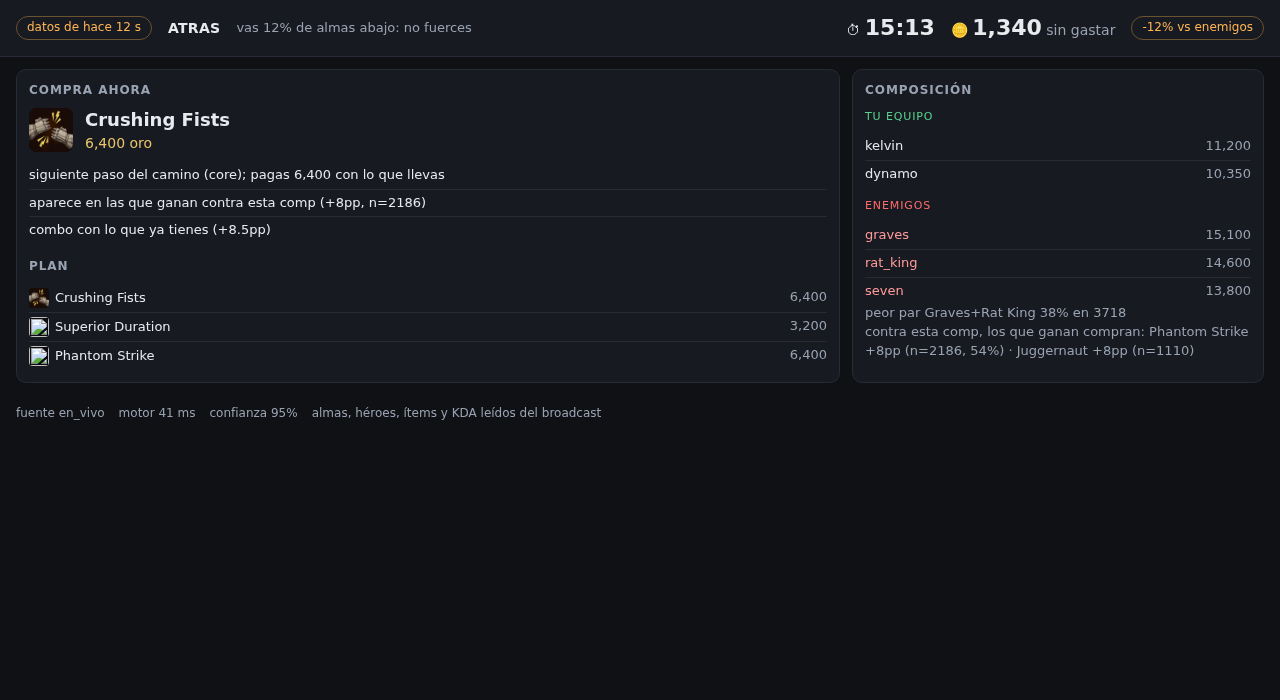 datos de hace 12 s ATRAS vas 12% de almas abajo: no fuerces 15:13 1,340 sin gastar -12% vs enemigos
COMPRA AHORA
Crushing Fists
6,400 oro
siguiente paso del camino (core); pagas 6,400 con lo que llevas
aparece en las que ganan contra esta comp (+8pp, n=2186)
combo con lo que ya tienes (+8.5pp)
PLAN
Crushing Fists 6,400
Superior Duration 3,200
Phantom Strike 6,400
COMPOSICIÓN
TU EQUIPO
kelvin 11,200
dynamo 10,350
ENEMIGOS
graves 15,100
rat_king 14,600
seven 13,800
peor par Graves+Rat King 38% en 3718
contra esta comp, los que ganan compran: Phantom Strike
+8pp (n=2186, 54%) · Juggernaut +8pp (n=1110)
fuente en_vivo motor 41 ms confianza 95% almas, héroes, ítems y KDA leídos del broadcast